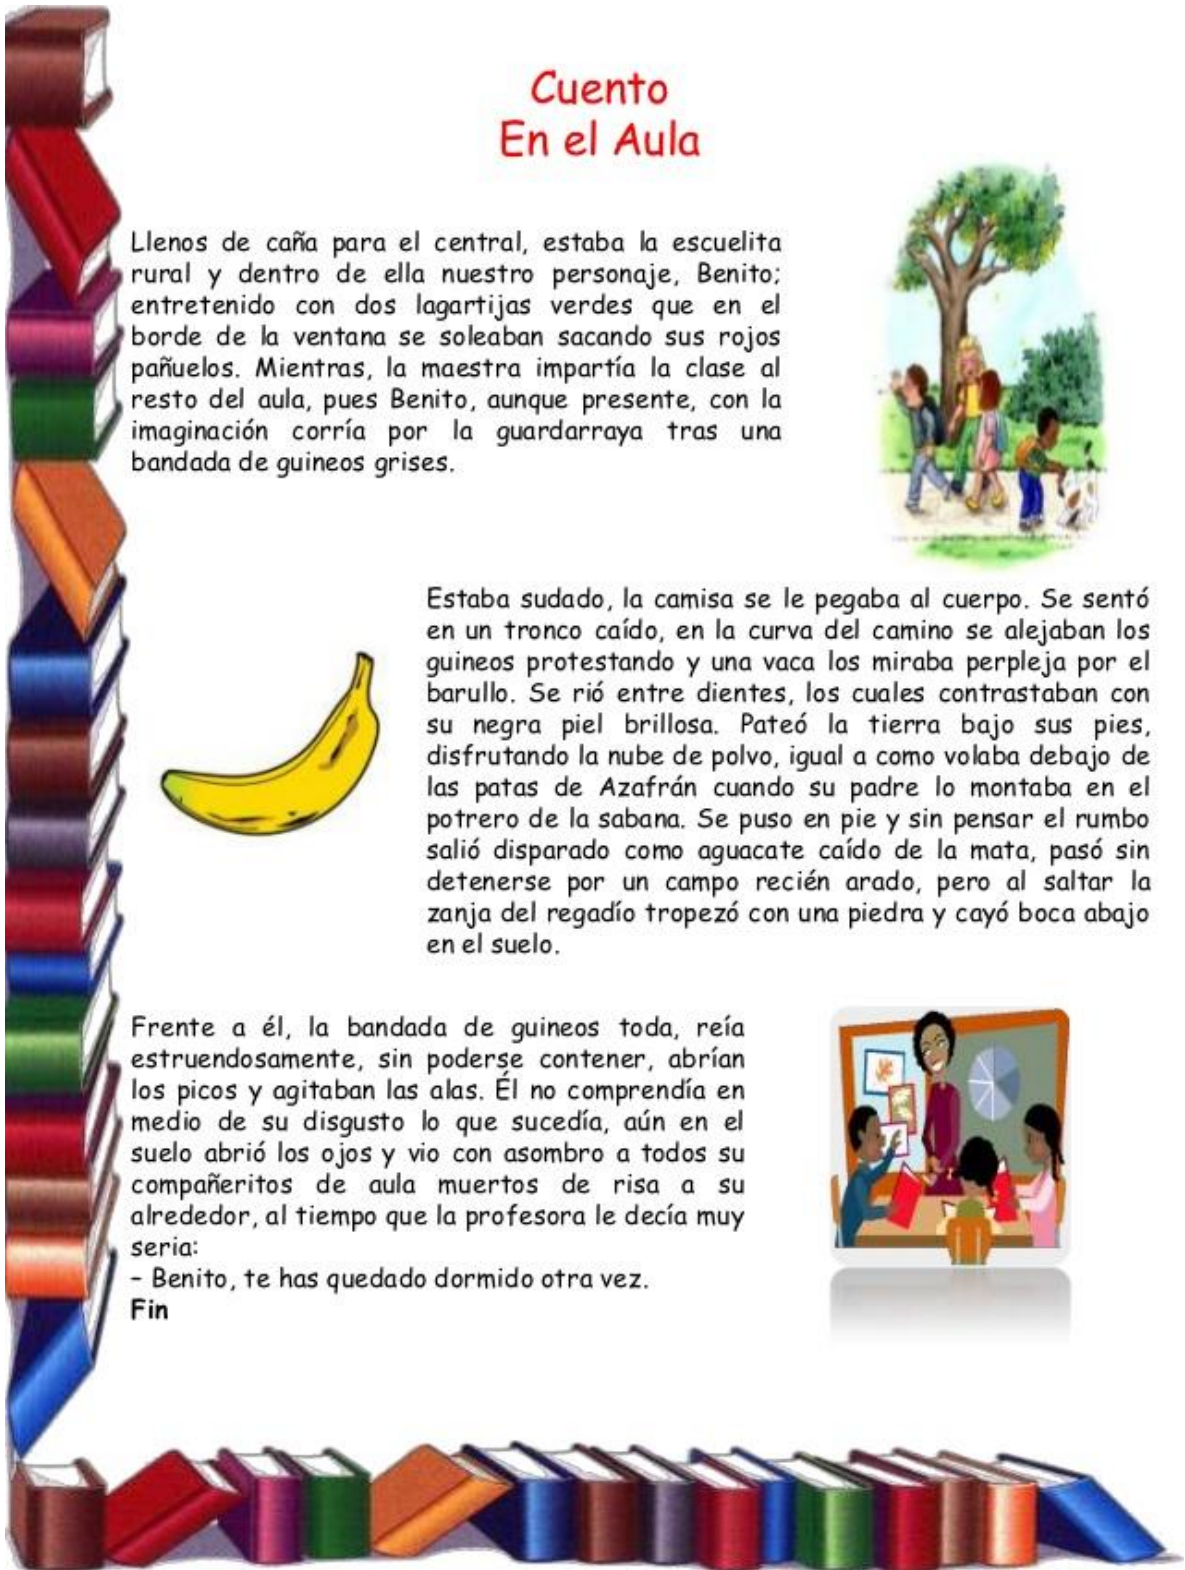 Cuento
En el Aula
Llenos de caña para el central, estaba la escuelita
rural y dentro de ella nuestro personaje, Benito;
entretenido con dos lagartijas verdes que en el
borde de la ventana se soleaban sacando sus rojos
pañuelos. Mientras, la maestra impartía la clase al
resto del aula, pues Benito, aunque presente, con la
imaginación corría por la guardarraya tras una
bandada de guineos grises.
Estaba sudado, la camisa se le pegaba al cuerpo. Se sentó
en un tronco caído, en la curva del camino se alejaban los
guineos protestando y una vaca los miraba perpleja por el
barullo. Se rió entre dientes, los cuales contrastaban con
su negra piel brillosa. Pateó la tierra bajo sus pies,
disfrutando la nube de polvo, igual a como volaba debajo de
las patas de Azafrán cuando su padre lo montaba en el
potrero de la sabana. Se puso en pie y sin pensar el rumbo
salió disparado como aguacate caído de la mata, pasó sin
detenerse por un campo recién arado, pero al saltar la
zanja del regadío tropezó con una piedra y cayó boca abajo
en el suelo.
Frente a él, la bandada de guineos toda, reía
estruendosamente, sin poderse contener, abrían
los picos y agitaban las alas. Él no comprendía en
medio de su disgusto lo que sucedía, aún en el
suelo abrió los ojos y vio con asombro a todos su
compañeritos de aula muertos de risa a su
alrededor, al tiempo que la profesora le decía muy
seria:
– Benito, te has quedado dormido otra vez.
Fin